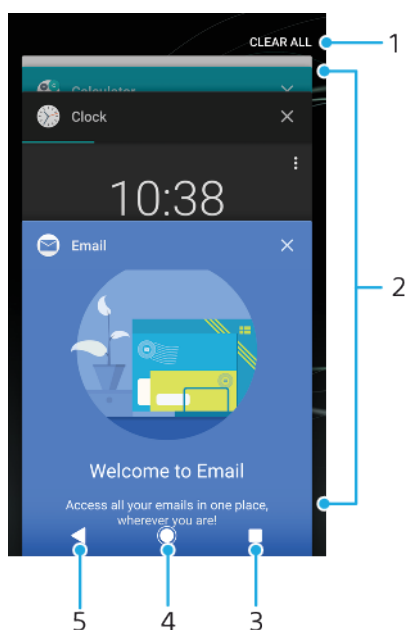 CLEAR ALL
1
Calculator
Clock
10:38
2
Email
Welcome to Email
Access all your emails in one place,
wherever you are!
5
4
3